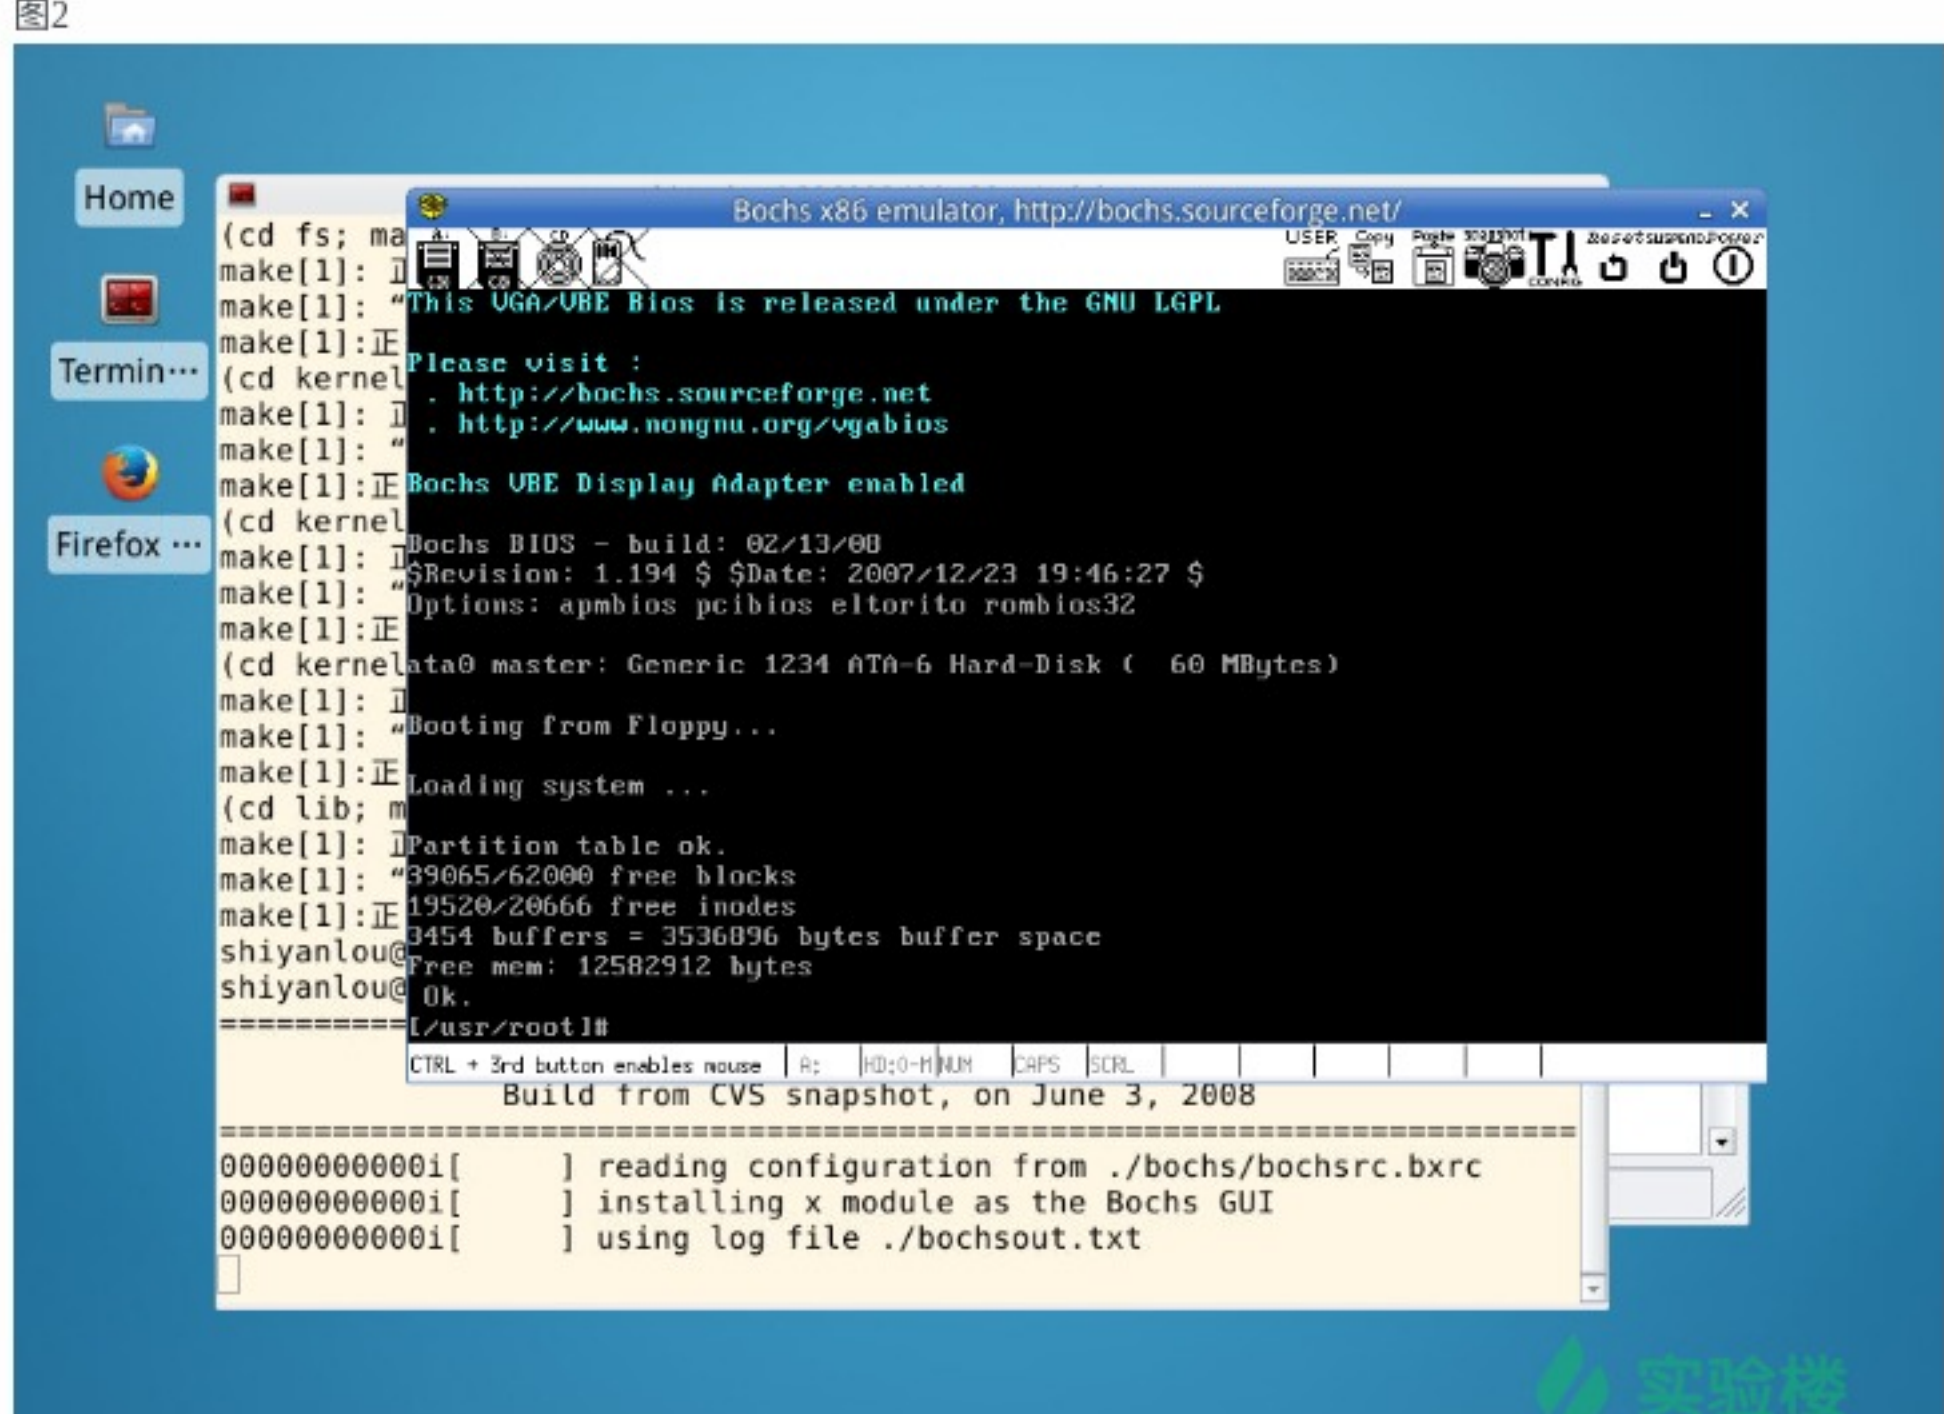 图2
Home
Termin…
Firefox …
(cd fs; ma
make[1]: 正
make[1]: “
make[1]:正
(cd kernel
make[1]: 正
make[1]: “
make[1]:正
(cd kernel
make[1]: 正
make[1]: “
make[1]:正
(cd kernel
make[1]: 正
make[1]: “
make[1]:正
(cd lib; m
make[1]: 正
make[1]: “
make[1]:正
shiyanlou@
shiyanlou@
==========
Bochs x86 emulator, http://bochs.sourceforge.net/
A: B: CD
USER Copy Paste snapshot CONFIG Reset SUSPEND Power
This VGA/VBE Bios is released under the GNU LGPL
Please visit :
. http://bochs.sourceforge.net
. http://www.nongnu.org/vgabios
Bochs VBE Display Adapter enabled
Bochs BIOS - build: 02/13/08
$Revision: 1.194 $ $Date: 2007/12/23 19:46:27 $
Options: apmbios pcibios eltorito rombios32
ata0 master: Generic 1234 ATA-6 Hard-Disk ( 60 MBytes)
Booting from Floppy...
Loading system ...
Partition table ok.
39065/62000 free blocks
19520/20666 free inodes
3454 buffers = 3536896 bytes buffer space
Free mem: 12582912 bytes
Ok.
[/usr/root]#
CTRL + 3rd button enables mouse A: HD:0-M NUM CAPS SCRL
Build from CVS snapshot, on June 3, 2008
========================================================================
00000000000i[ ] reading configuration from ./bochs/bochsrc.bxrc
00000000000i[ ] installing x module as the Bochs GUI
00000000000i[ ] using log file ./bochsout.txt
实验楼